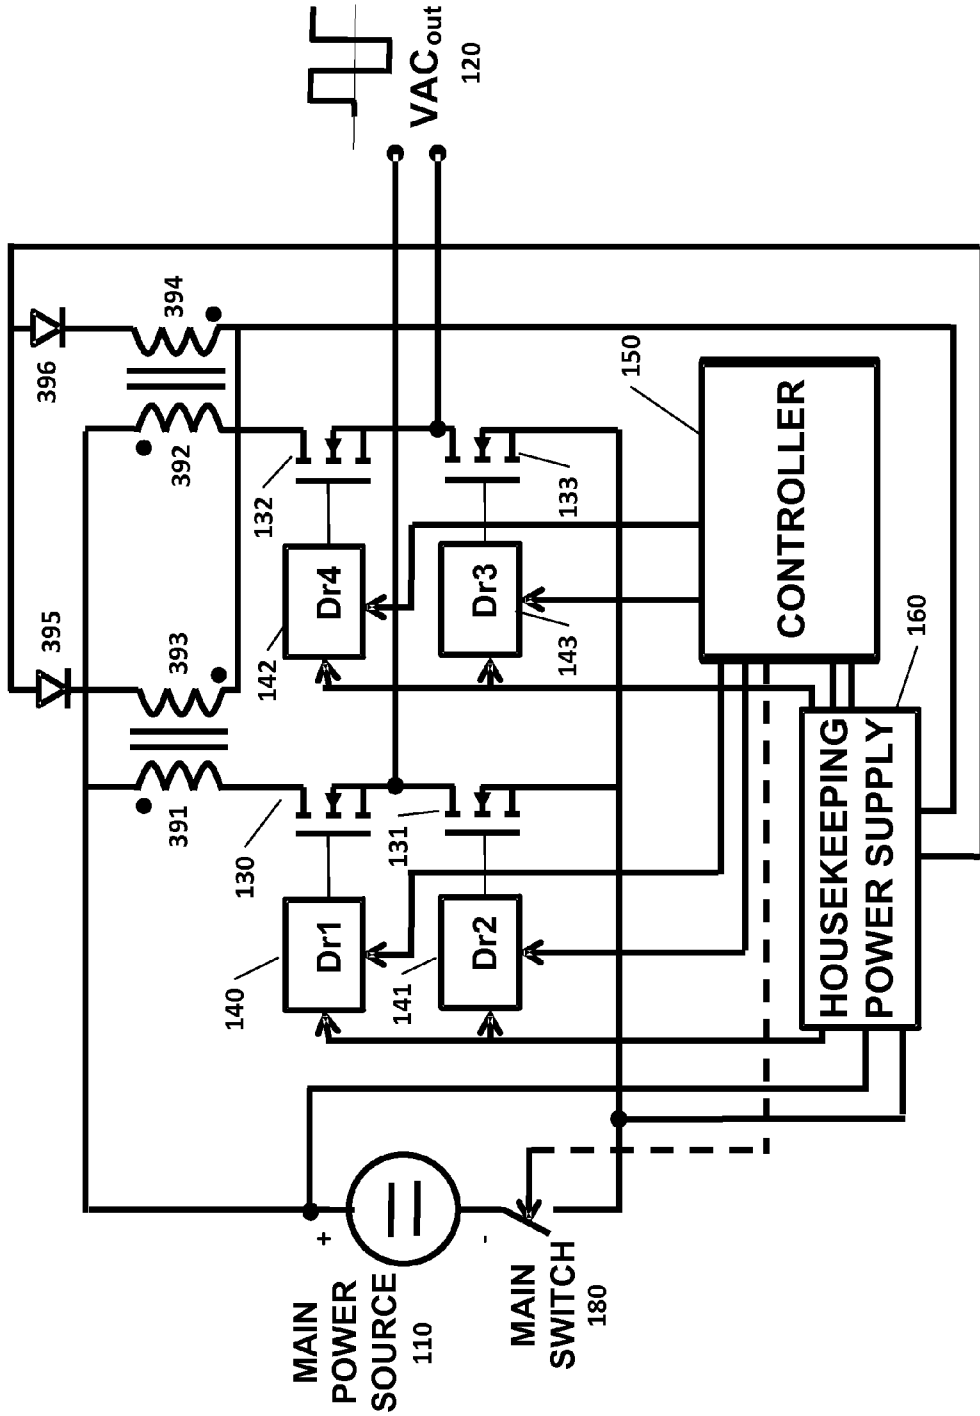 MAIN
POWER
SOURCE
110
+
-
MAIN
SWITCH
180
140
Dr1
130
391
393
395
141
Dr2
131
142
Dr4
132
392
394
396
143
Dr3
133
VACout
120
CONTROLLER
150
HOUSEKEEPING
POWER SUPPLY
160